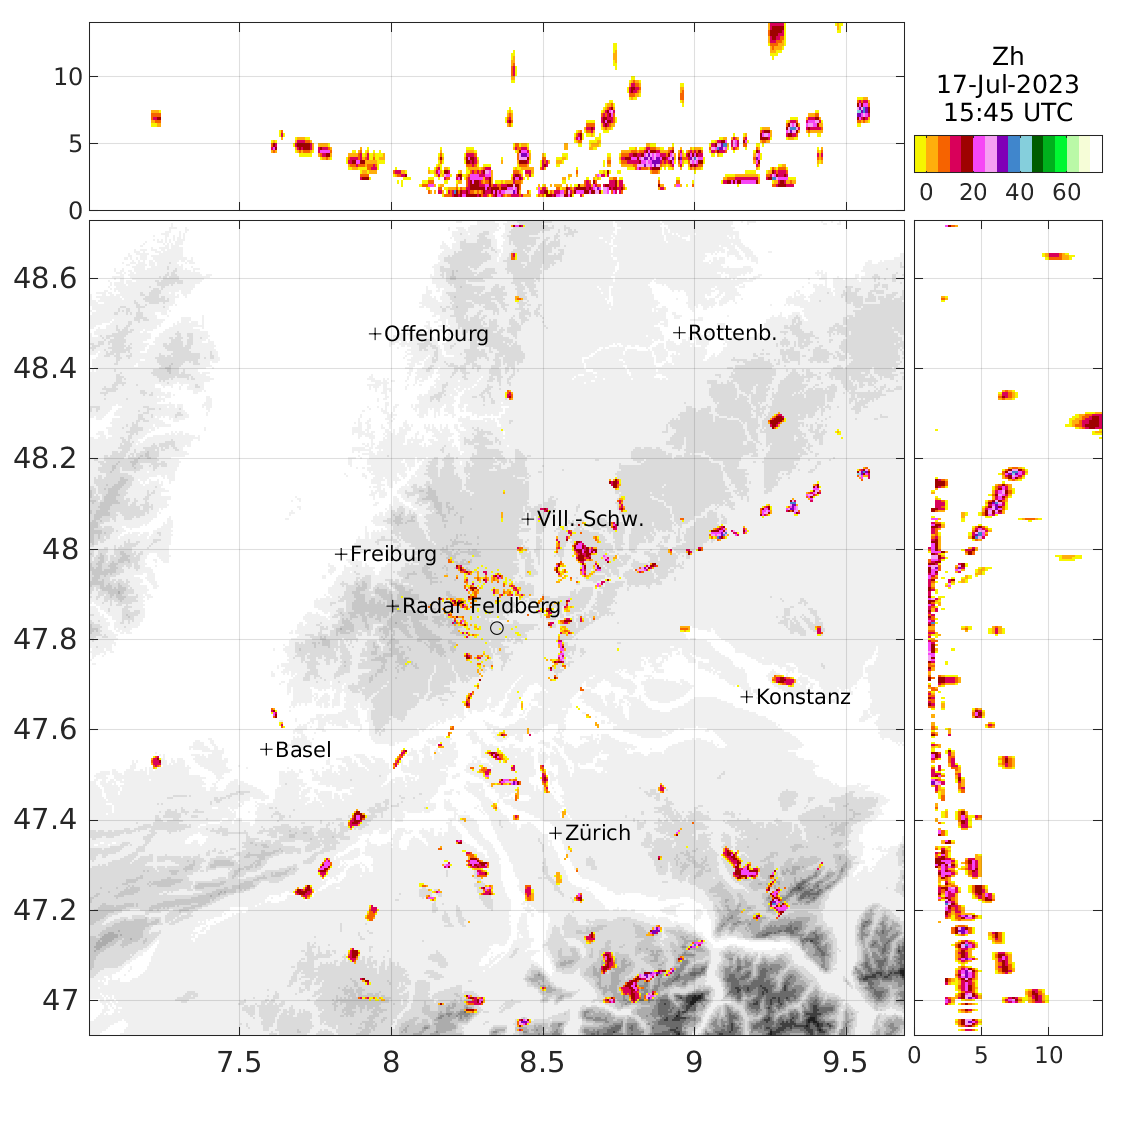 10
5
0
Zh
17-Jul-2023
15:45 UTC
0 20 40 60
48.6
48.4
48.2
48
47.8
47.6
47.4
47.2
47
+Offenburg
+Rottenb.
+Vill.-Schw.
+Freiburg
+Radar Feldberg
+Konstanz
+Basel
+Zürich
7.5 8 8.5 9 9.5
0 5 10